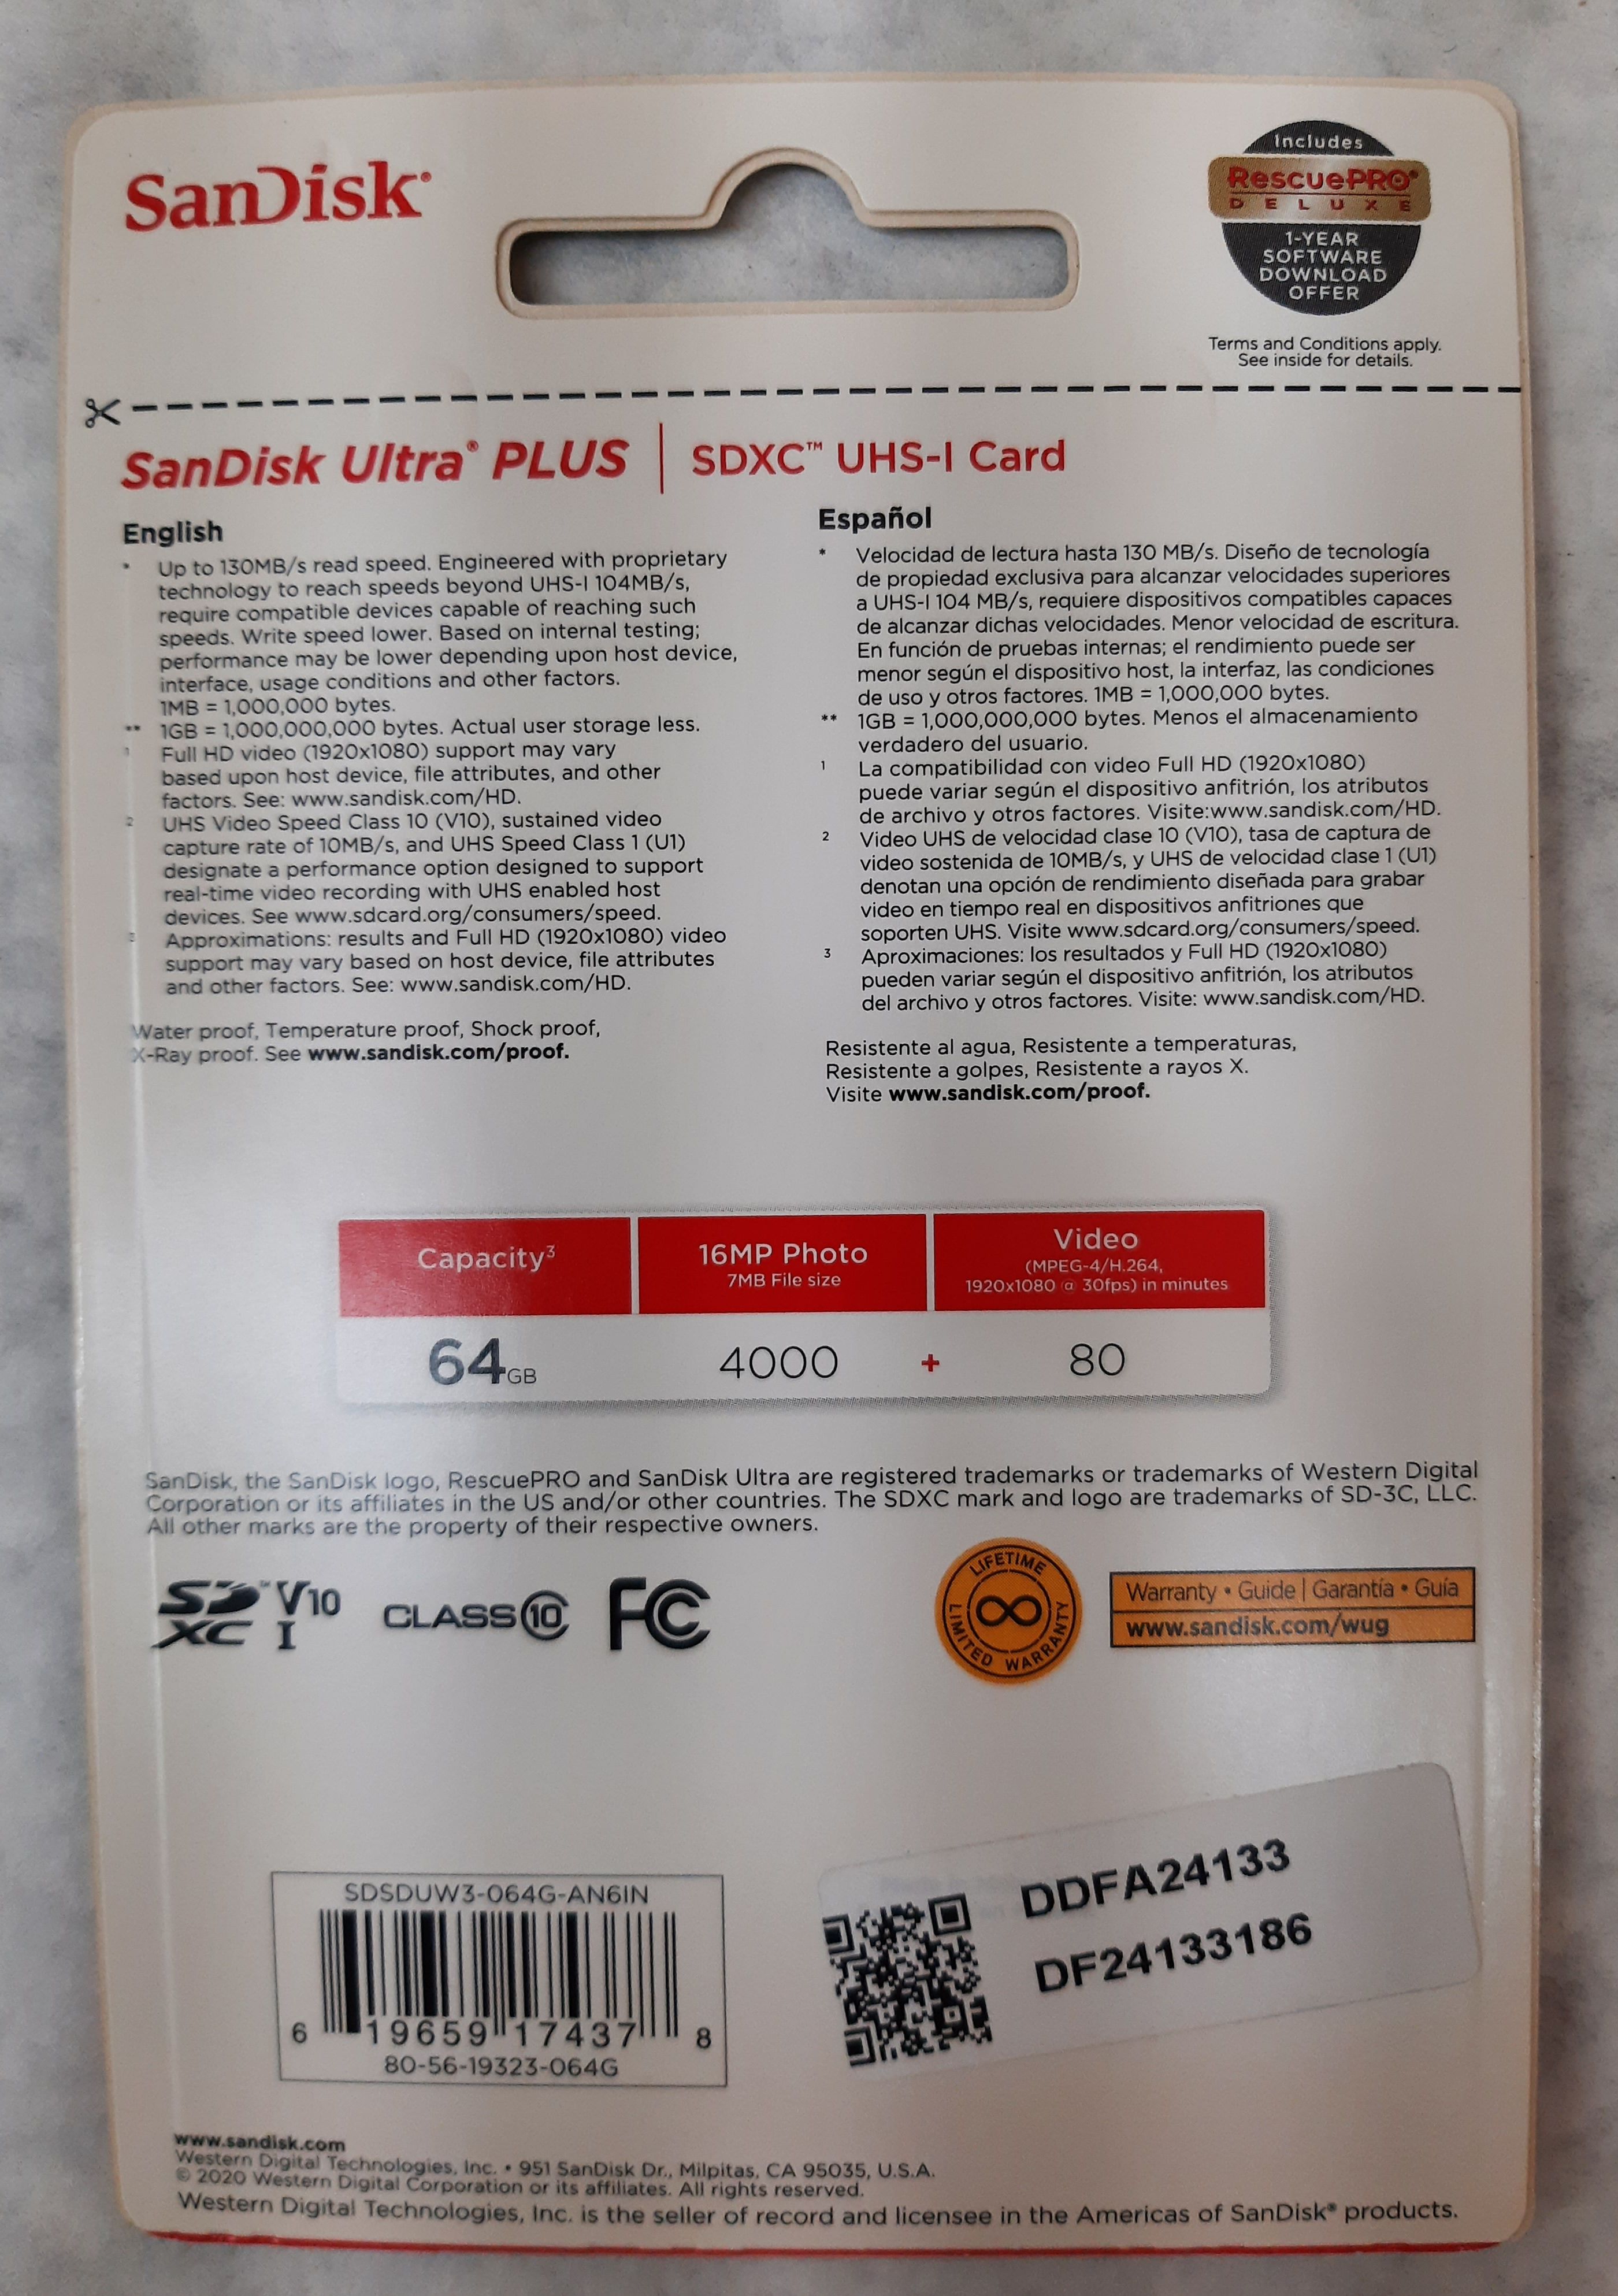 SanDisk®
Includes
RescuePRO®
DELUXE
1-YEAR
SOFTWARE
DOWNLOAD
OFFER
Terms and Conditions apply.
See inside for details.
SanDisk Ultra® PLUS | SDXC™ UHS-I Card
English
* Up to 130MB/s read speed. Engineered with proprietary
technology to reach speeds beyond UHS-I 104MB/s,
require compatible devices capable of reaching such
speeds. Write speed lower. Based on internal testing;
performance may be lower depending upon host device,
interface, usage conditions and other factors.
1MB = 1,000,000 bytes.
** 1GB = 1,000,000,000 bytes. Actual user storage less.
1 Full HD video (1920x1080) support may vary
based upon host device, file attributes, and other
factors. See: www.sandisk.com/HD.
2 UHS Video Speed Class 10 (V10), sustained video
capture rate of 10MB/s, and UHS Speed Class 1 (U1)
designate a performance option designed to support
real-time video recording with UHS enabled host
devices. See www.sdcard.org/consumers/speed.
3 Approximations: results and Full HD (1920x1080) video
support may vary based on host device, file attributes
and other factors. See: www.sandisk.com/HD.
Water proof, Temperature proof, Shock proof,
X-Ray proof. See www.sandisk.com/proof.
Español
* Velocidad de lectura hasta 130 MB/s. Diseño de tecnología
de propiedad exclusiva para alcanzar velocidades superiores
a UHS-I 104 MB/s, requiere dispositivos compatibles capaces
de alcanzar dichas velocidades. Menor velocidad de escritura.
En función de pruebas internas; el rendimiento puede ser
menor según el dispositivo host, la interfaz, las condiciones
de uso y otros factores. 1MB = 1,000,000 bytes.
** 1GB = 1,000,000,000 bytes. Menos el almacenamiento
verdadero del usuario.
1 La compatibilidad con video Full HD (1920x1080)
puede variar según el dispositivo anfitrión, los atributos
de archivo y otros factores. Visite:www.sandisk.com/HD.
2 Video UHS de velocidad clase 10 (V10), tasa de captura de
video sostenida de 10MB/s, y UHS de velocidad clase 1 (U1)
denotan una opción de rendimiento diseñada para grabar
video en tiempo real en dispositivos anfitriones que
soporten UHS. Visite www.sdcard.org/consumers/speed.
3 Aproximaciones: los resultados y Full HD (1920x1080)
pueden variar según el dispositivo anfitrión, los atributos
del archivo y otros factores. Visite: www.sandisk.com/HD.
Resistente al agua, Resistente a temperaturas,
Resistente a golpes, Resistente a rayos X.
Visite www.sandisk.com/proof.
Capacity³
16MP Photo
7MB File size
Video
(MPEG-4/H.264,
1920x1080 @ 30fps) in minutes
64GB 4000 + 80
SanDisk, the SanDisk logo, RescuePRO and SanDisk Ultra are registered trademarks or trademarks of Western Digital
Corporation or its affiliates in the US and/or other countries. The SDXC mark and logo are trademarks of SD-3C, LLC.
All other marks are the property of their respective owners.
SD XC™ V10 I CLASS 10 FC
LIFETIME LIMITED WARRANTY
Warranty • Guide | Garantía • Guía
www.sandisk.com/wug
SDSDUW3-064G-AN6IN
6 19659 17437 8
80-56-19323-064G
DDFA24133
DF24133186
www.sandisk.com
Western Digital Technologies, Inc. • 951 SanDisk Dr., Milpitas, CA 95035, U.S.A.
© 2020 Western Digital Corporation or its affiliates. All rights reserved.
Western Digital Technologies, Inc. is the seller of record and licensee in the Americas of SanDisk® products.